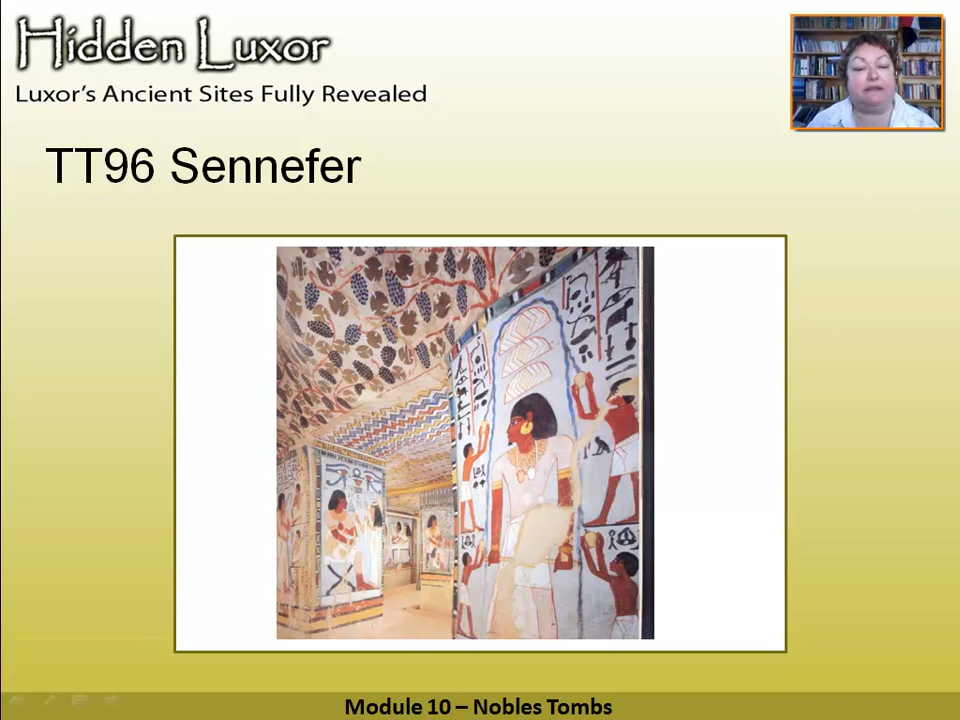 Hidden Luxor
Luxor's Ancient Sites Fully Revealed
TT96 Sennefer
Module 10 – Nobles Tombs